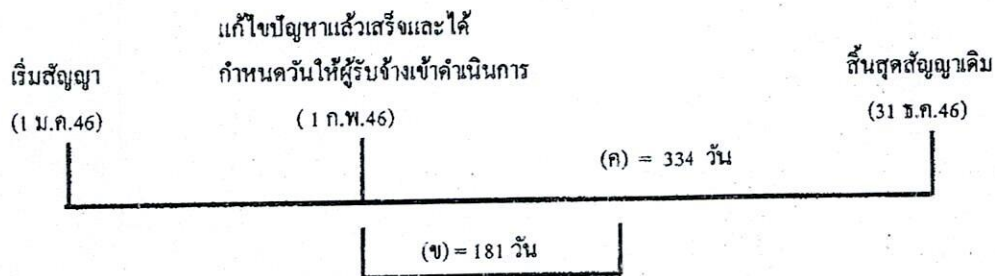 แก้ไขปัญหาแล้วเสร็จและได้
เริ่มสัญญา กำหนดวันให้ผู้รับจ้างเข้าดำเนินการ สิ้นสุดสัญญาเดิม
(1 ม.ค.46) ( 1 ก.พ.46) (31 ธ.ค.46)
(ค) = 334 วัน
(ข) = 181 วัน